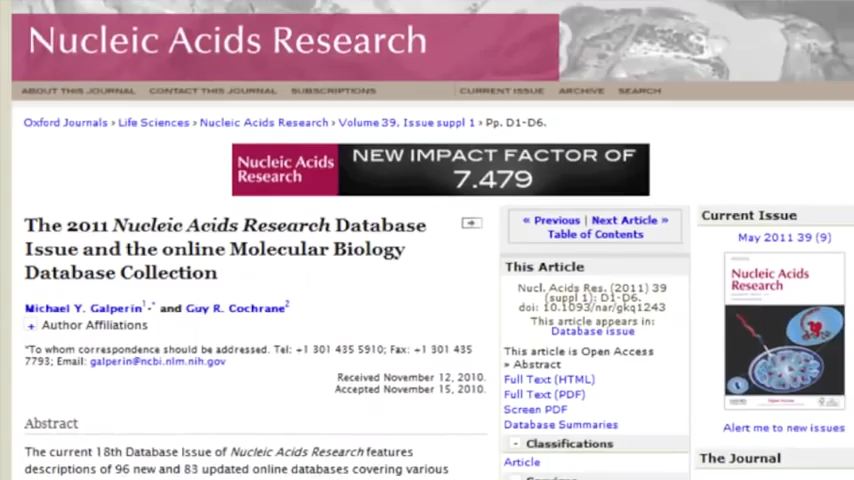 Nucleic Acids Research
ABOUT THIS JOURNAL CONTACT THIS JOURNAL SUBSCRIPTIONS CURRENT ISSUE ARCHIVE SEARCH
Oxford Journals > Life Sciences > Nucleic Acids Research > Volume 39, Issue suppl 1 > Pp. D1-D6.
Nucleic Acids
Research
NEW IMPACT FACTOR OF
7.479
The 2011 Nucleic Acids Research Database
Issue and the online Molecular Biology
Database Collection
Michael Y. Galperin1,* and Guy R. Cochrane2
+ Author Affiliations
*To whom correspondence should be addressed. Tel: +1 301 435 5910; Fax: +1 301 435
7793; Email: galperin@ncbi.nlm.nih.gov
Received November 12, 2010.
Accepted November 15, 2010.
Abstract
The current 18th Database Issue of Nucleic Acids Research features
descriptions of 96 new and 83 updated online databases covering various
« Previous | Next Article »
Table of Contents
This Article
Nucl. Acids Res. (2011) 39
(suppl 1): D1-D6.
doi: 10.1093/nar/gkq1243
This article appears in:
Database issue
This article is Open Access
» Abstract
Full Text (HTML)
Full Text (PDF)
Screen PDF
Database Summaries
- Classifications
Article
Current Issue
May 2011 39 (9)
Nucleic Acids
Research
Alert me to new issues
The Journal